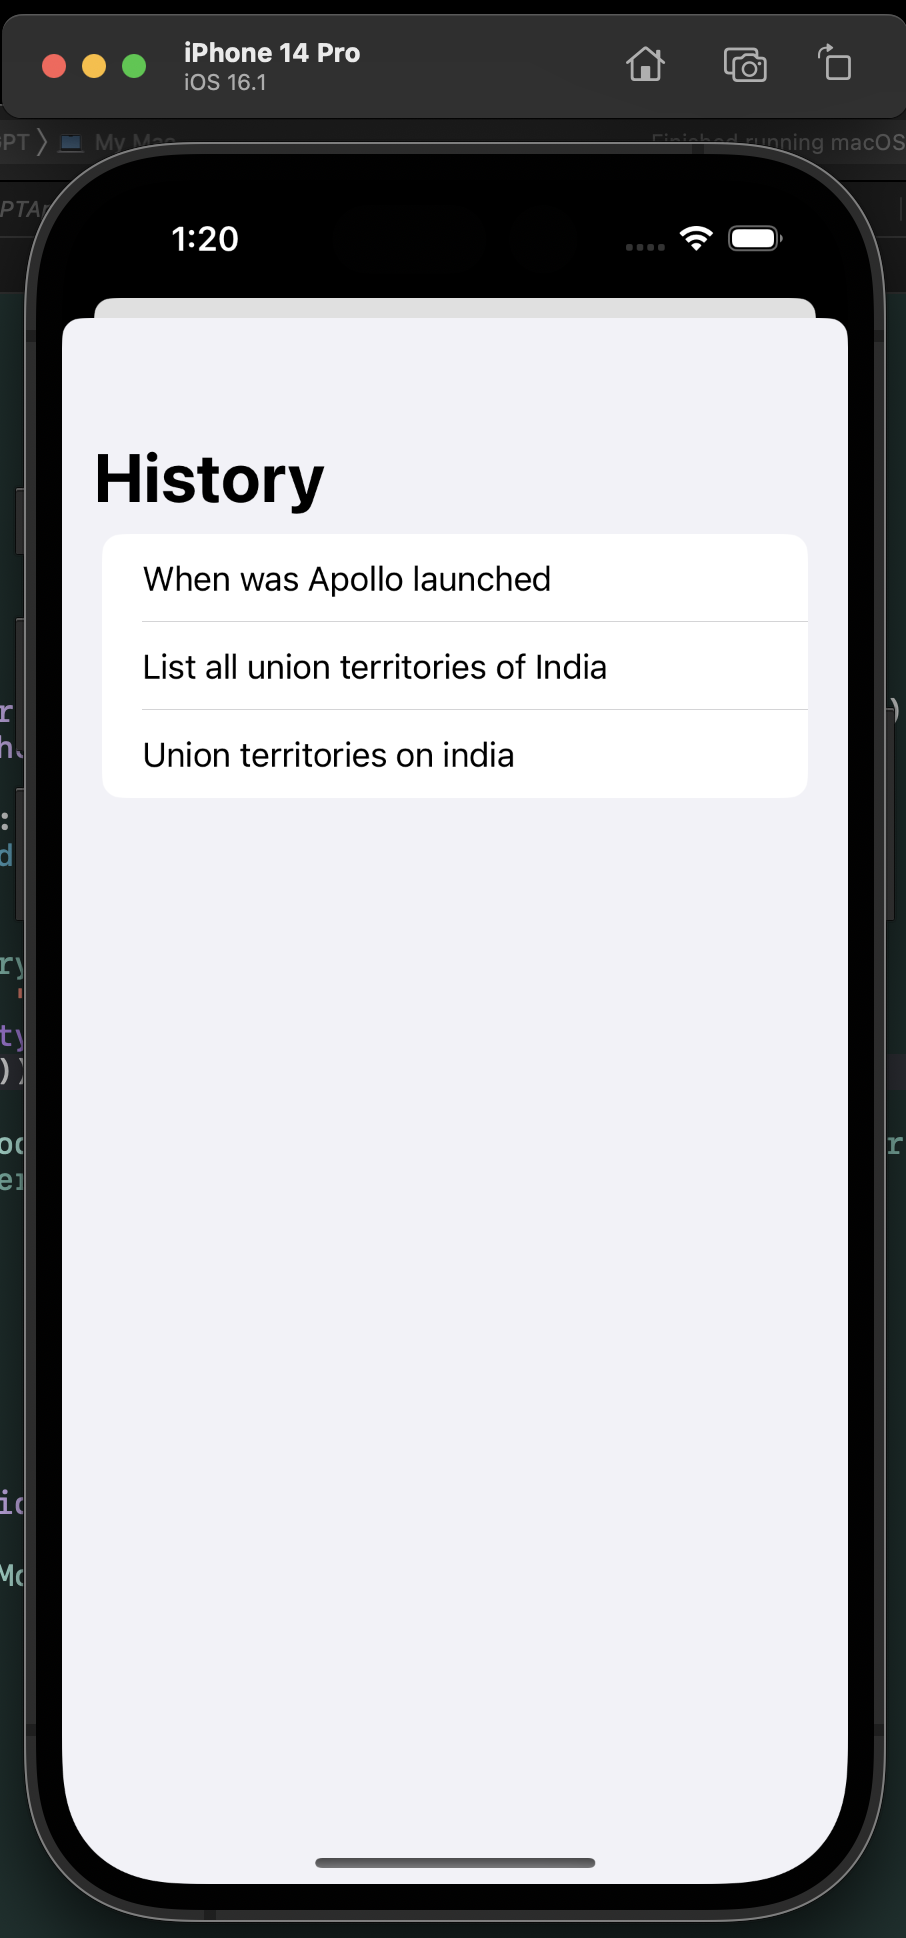 iPhone 14 Pro
iOS 16.1
GPT 〉 My Mac
Finished running macOS
1:20
History
When was Apollo launched
List all union territories of India
Union territories on india